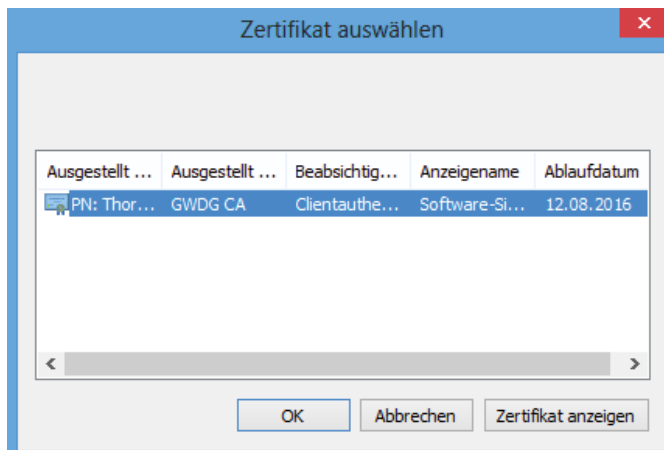 Zertifikat auswählen
Ausgestellt ... Ausgestellt ... Beabsichtig... Anzeigename Ablaufdatum
PN: Thor... GWDG CA Clientauthe... Software-Si... 12.08.2016
OK Abbrechen Zertifikat anzeigen